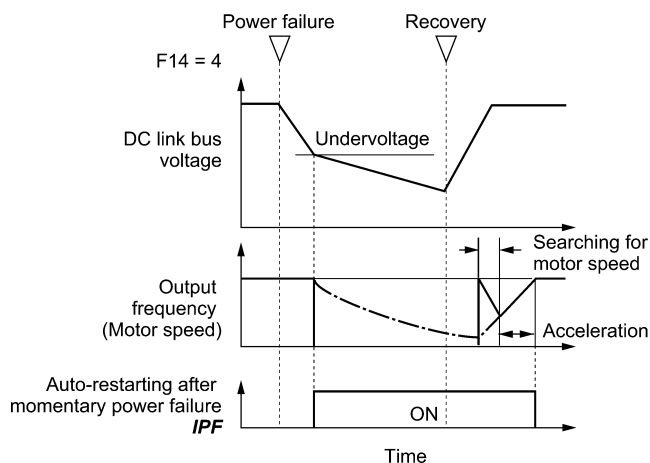 Power failure
Recovery
F14 = 4
DC link bus
voltage
Undervoltage
Searching for
motor speed
Output
frequency
(Motor speed)
Acceleration
Auto-restarting after
momentary power failure
IPF
ON
Time